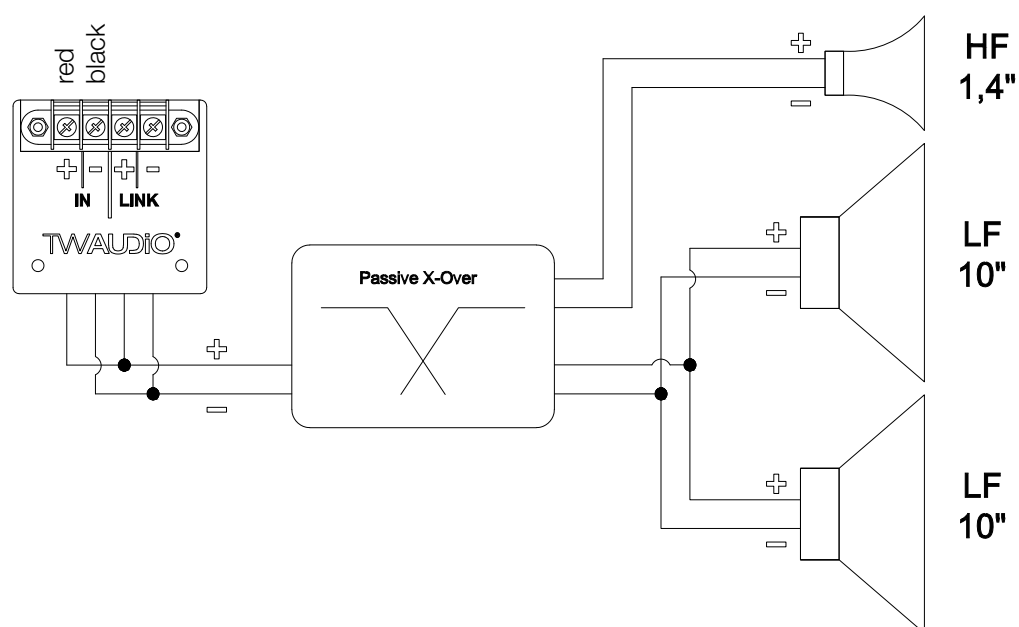 red
black
+ - + -
IN LINK
TWAUDiO
Passive X-Over
+
-
+
-
HF
1,4"
+
-
LF
10"
+
-
LF
10"